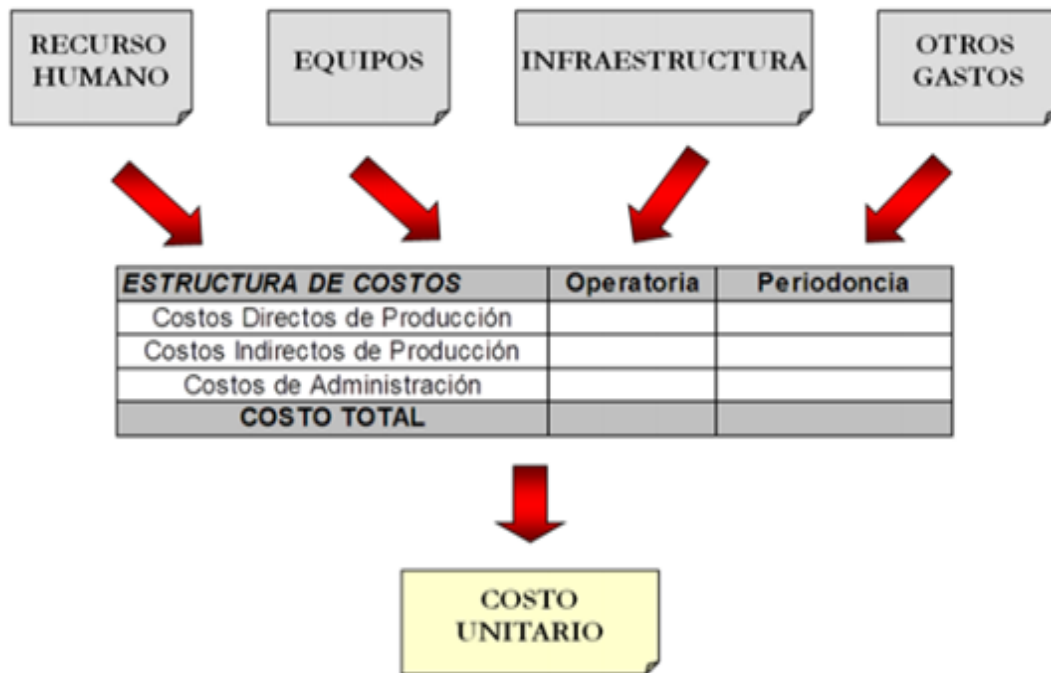 RECURSO
HUMANO
EQUIPOS
INFRAESTRUCTURA
OTROS
GASTOS
ESTRUCTURA DE COSTOS Operatoria Periodoncia
Costos Directos de Producción
Costos Indirectos de Producción
Costos de Administración
COSTO TOTAL
COSTO
UNITARIO